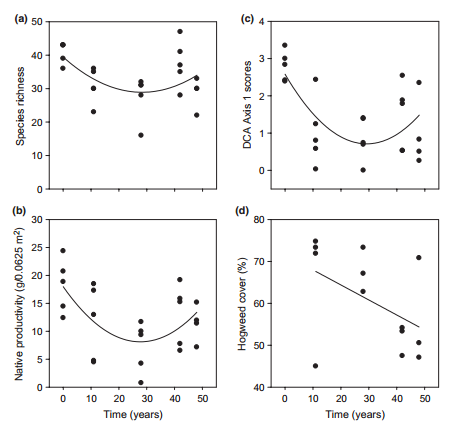 (a)
50
40
30
20
10
0
Species richness
(c)
4
3
2
1
0
DCA Axis 1 scores
(b)
30
25
20
15
10
5
0
Native productivity (g/0.0625 m²)
0 10 20 30 40 50
Time (years)
(d)
80
70
60
50
40
Hogweed cover (%)
0 10 20 30 40 50
Time (years)